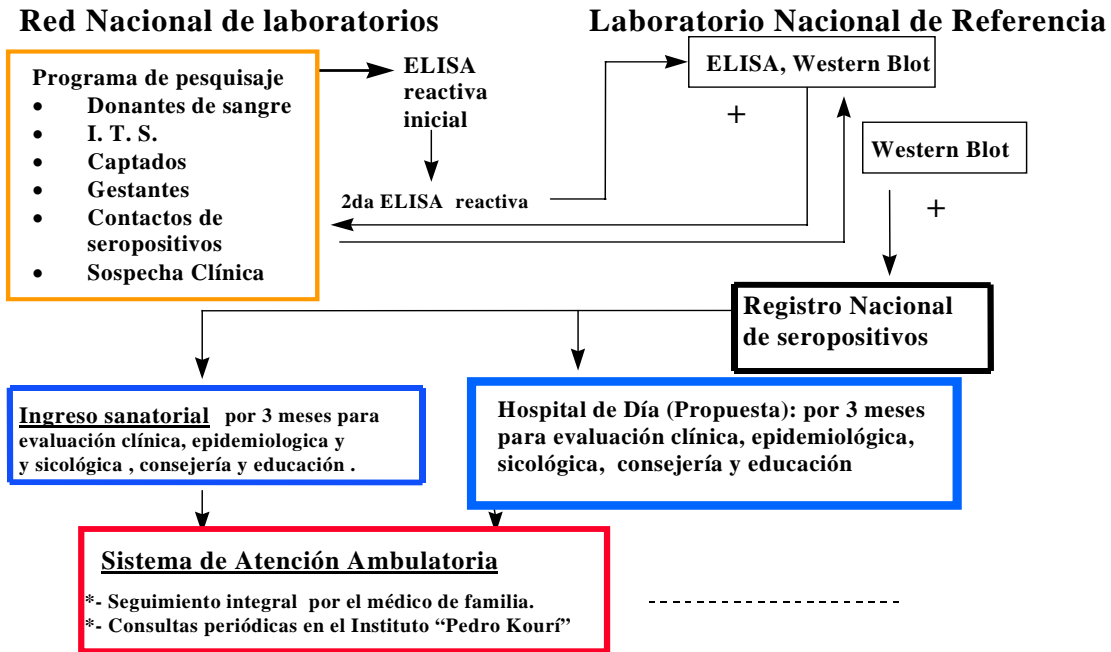 Red Nacional de laboratorios
Laboratorio Nacional de Referencia
Programa de pesquisaje
• Donantes de sangre
• I. T. S.
• Captados
• Gestantes
• Contactos de
seropositivos
• Sospecha Clínica
ELISA
reactiva
inicial
2da ELISA reactiva
ELISA, Western Blot
+
Western Blot
+
Registro Nacional
de seropositivos
Ingreso sanatorial por 3 meses para
evaluación clínica, epidemiologica y
y sicológica , consejería y educación .
Hospital de Día (Propuesta): por 3 meses
para evaluación clínica, epidemiológica,
sicológica, consejería y educación
Sistema de Atención Ambulatoria
*- Seguimiento integral por el médico de familia.
*- Consultas periódicas en el Instituto “Pedro Kourí”